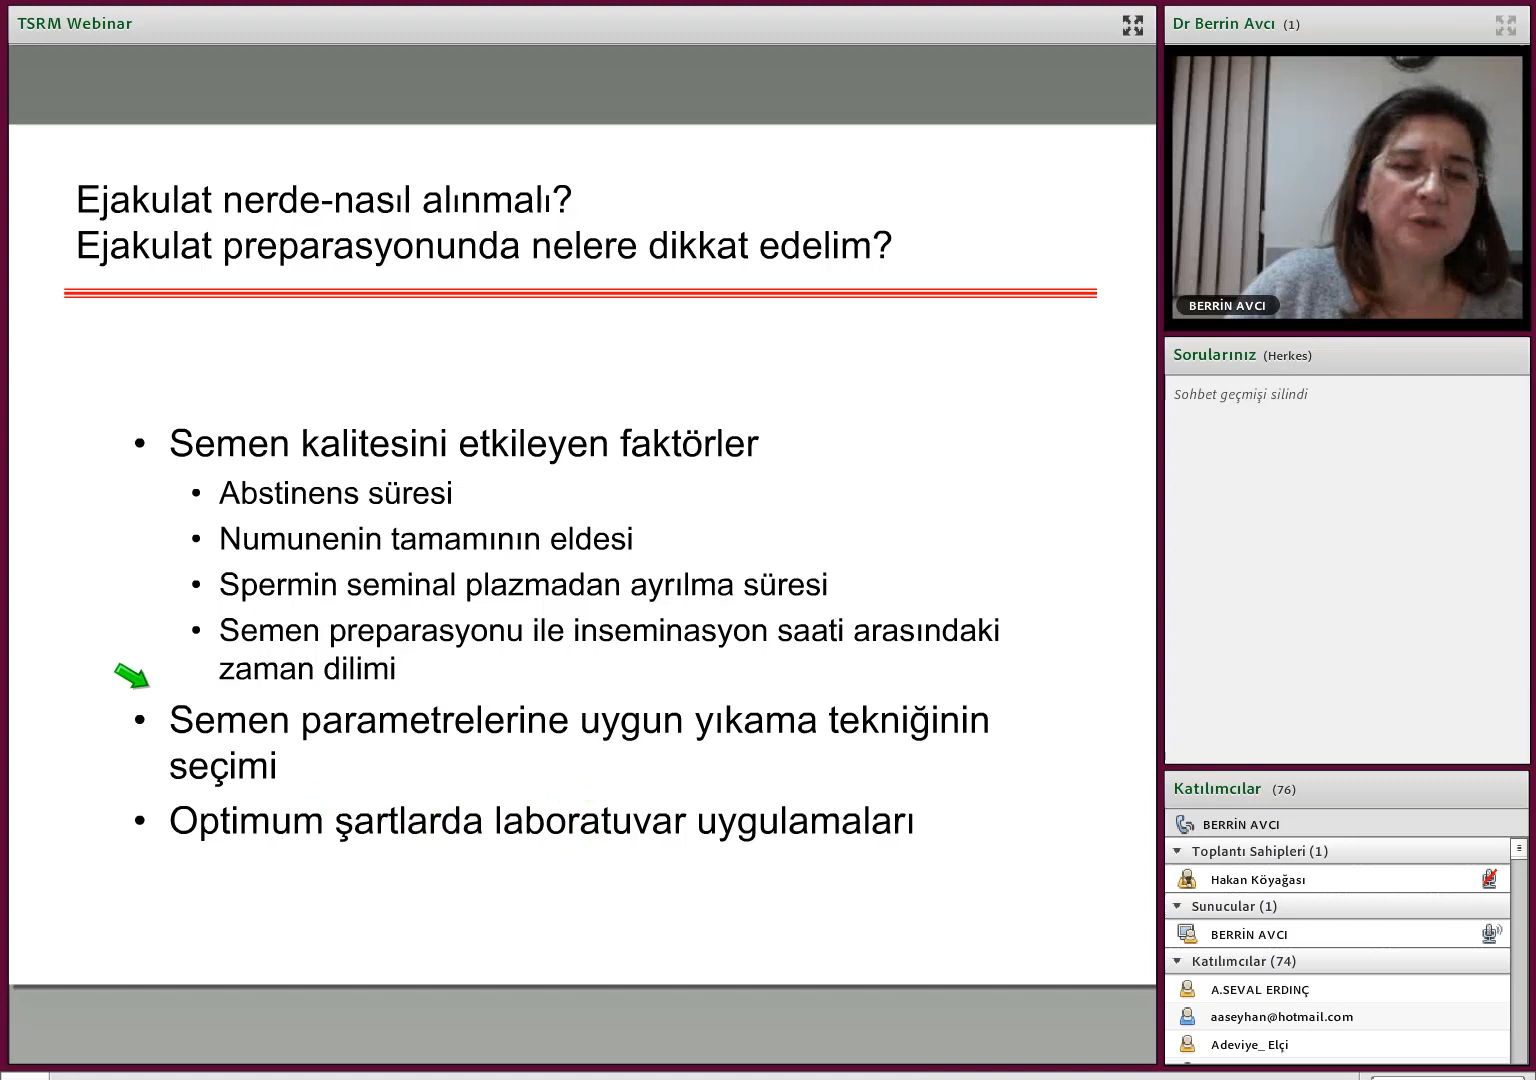 TSRM Webinar
Ejakulat nerde-nasıl alınmalı?
Ejakulat preparasyonunda nelere dikkat edelim?
• Semen kalitesini etkileyen faktörler
• Abstinens süresi
• Numunenin tamamının eldesi
• Spermin seminal plazmadan ayrılma süresi
• Semen preparasyonu ile inseminasyon saati arasındaki
zaman dilimi
• Semen parametrelerine uygun yıkama tekniğinin
seçimi
• Optimum şartlarda laboratuvar uygulamaları
Dr Berrin Avcı (1)
BERRİN AVCI
Sorularınız (Herkes)
Sohbet geçmişi silindi
Katılımcılar (76)
BERRİN AVCI
Toplantı Sahipleri (1)
Hakan Köyağası
Sunucular (1)
BERRİN AVCI
Katılımcılar (74)
A.SEVAL ERDINÇ
aaseyhan@hotmail.com
Adeviye_ Elçi